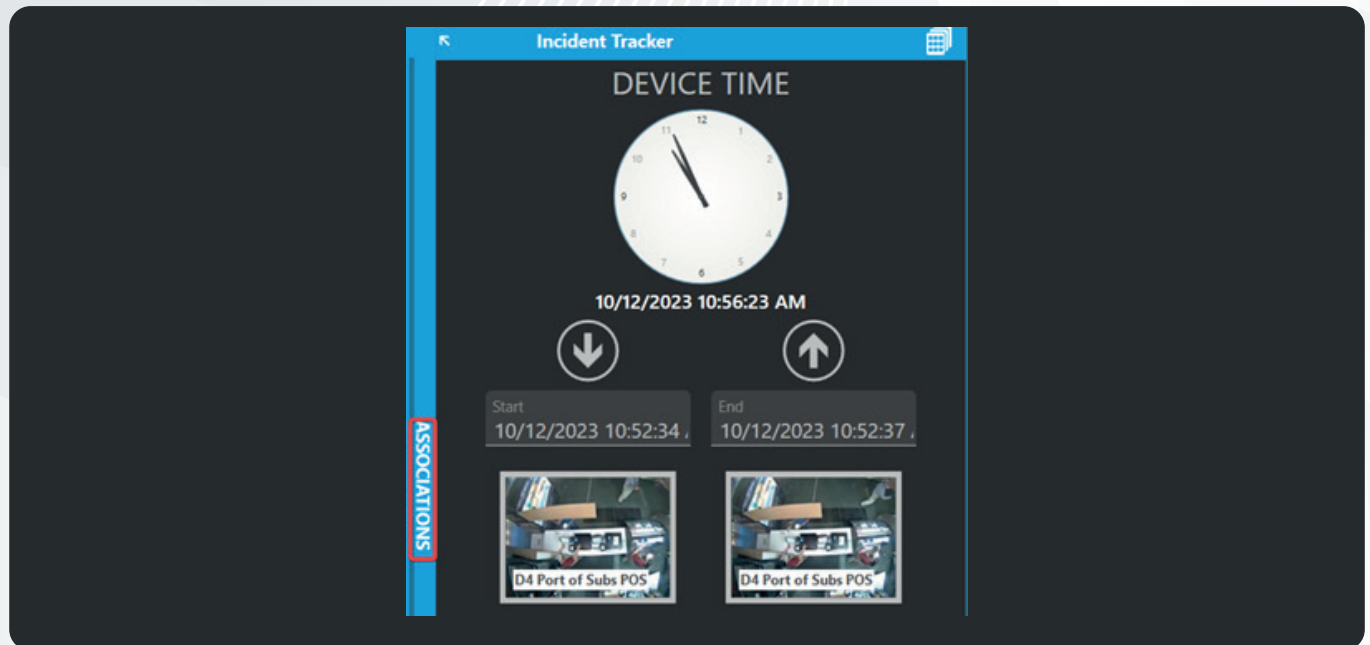 Incident Tracker
DEVICE TIME
12
11 1
10 2
9 3
8 4
7 5
6
10/12/2023 10:56:23 AM
Start End
10/12/2023 10:52:34 10/12/2023 10:52:37
ASSOCIATIONS
D4 Port of Subs POS D4 Port of Subs POS